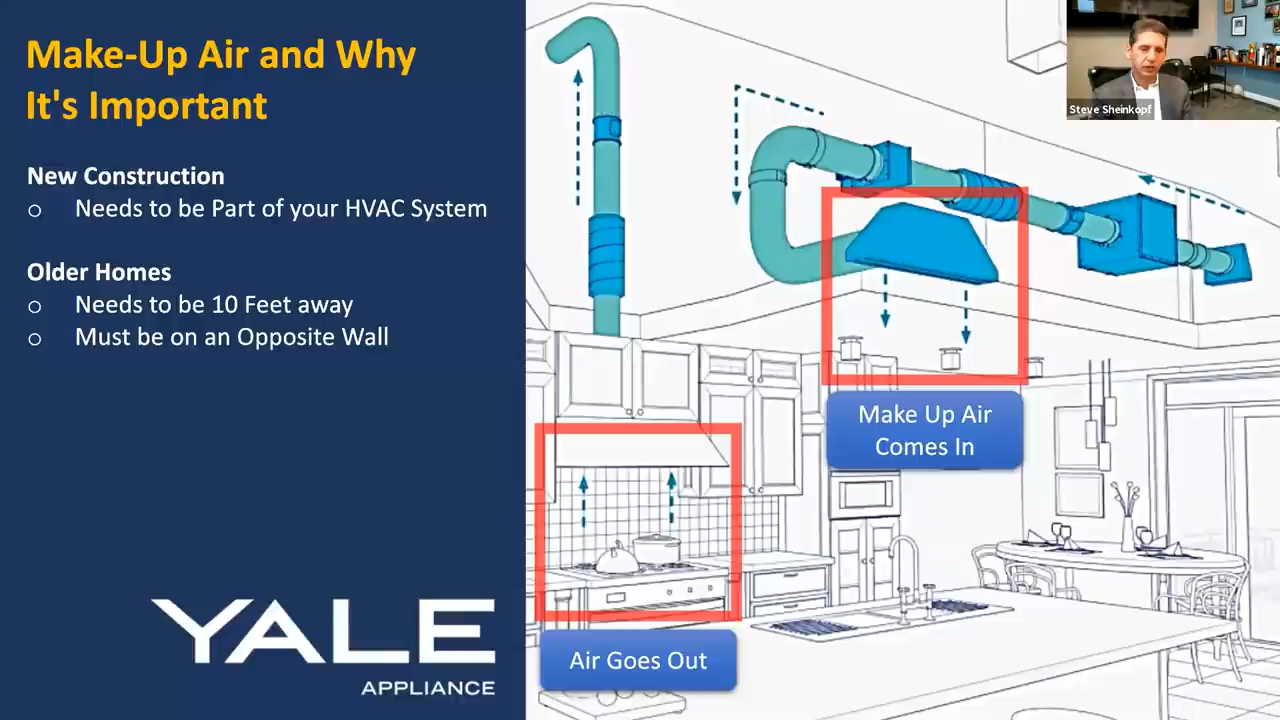 Make-Up Air and Why
It's Important
New Construction
o Needs to be Part of your HVAC System
Older Homes
o Needs to be 10 Feet away
o Must be on an Opposite Wall
YALE
APPLIANCE
Steve Sheinkopf
Make Up Air
Comes In
Air Goes Out